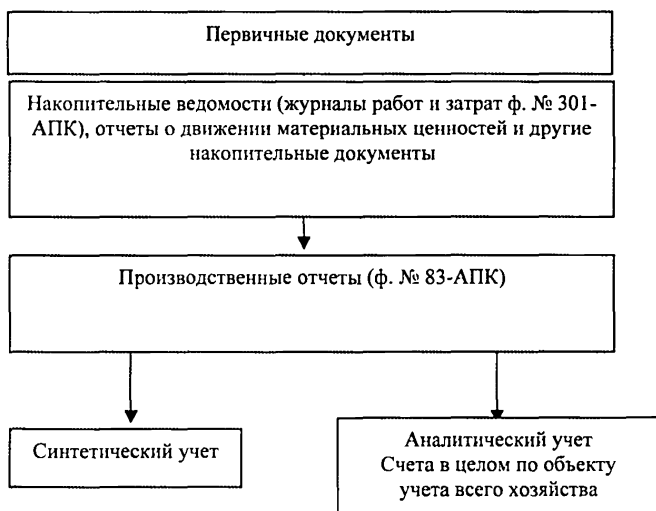 Первичные документы
Накопительные ведомости (журналы работ и затрат ф. № 301-
АПК), отчеты о движении материальных ценностей и другие
накопительные документы
Производственные отчеты (ф. № 83-АПК)
Синтетический учет
Аналитический учет
Счета в целом по объекту
учета всего хозяйства